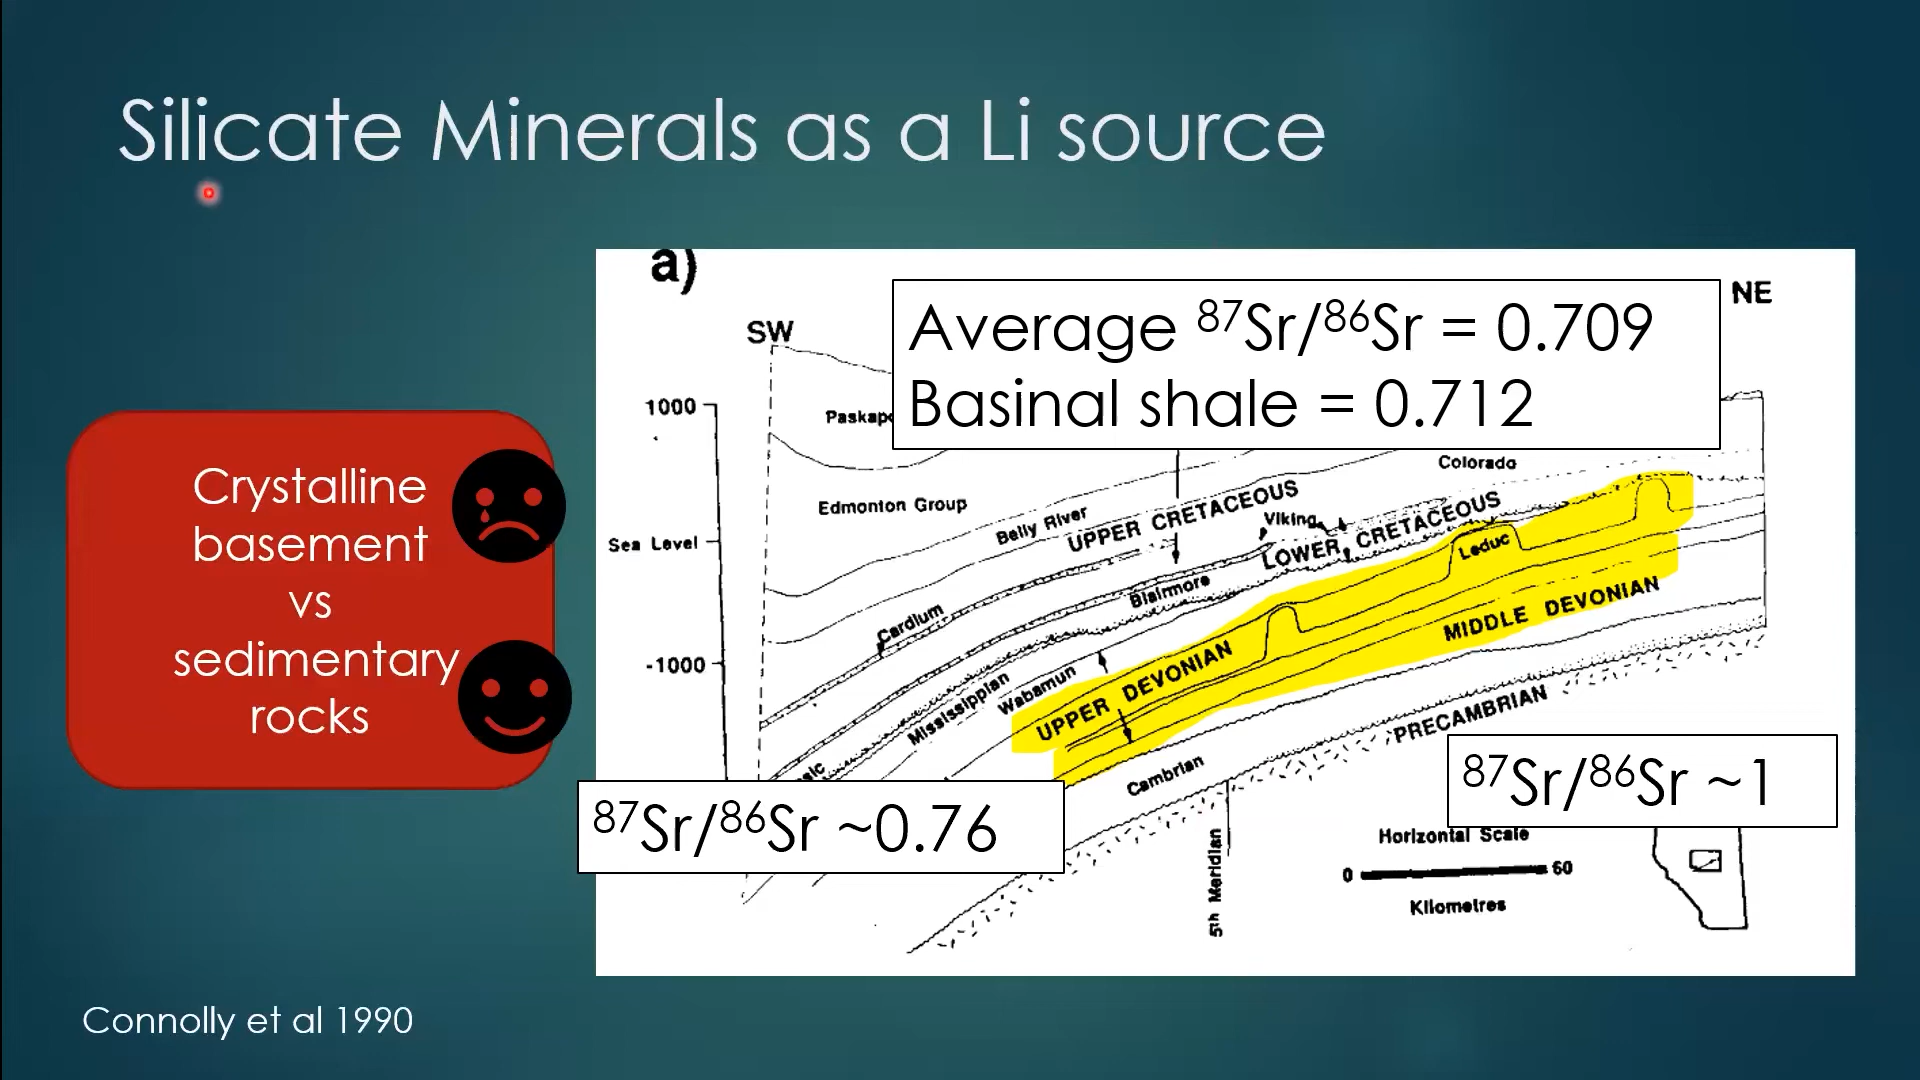 Silicate Minerals as a Li source
a)
SW
NE
Average ⁸⁷Sr/⁸⁶Sr = 0.709
Basinal shale = 0.712
1000
Sea Level
-1000
Paskapo
Edmonton Group
Belly River
UPPER CRETACEOUS
Colorado
Viking
LOWER CRETACEOUS
Cardium
Blairmore
Leduc
Mississippian
Wabamun
UPPER DEVONIAN
MIDDLE DEVONIAN
Cambrian
PRECAMBRIAN
⁸⁷Sr/⁸⁶Sr ~0.76
⁸⁷Sr/⁸⁶Sr ~1
5th Meridian
Horizontal Scale
0 60
Kilometres
Crystalline
basement
vs
sedimentary
rocks
Connolly et al 1990